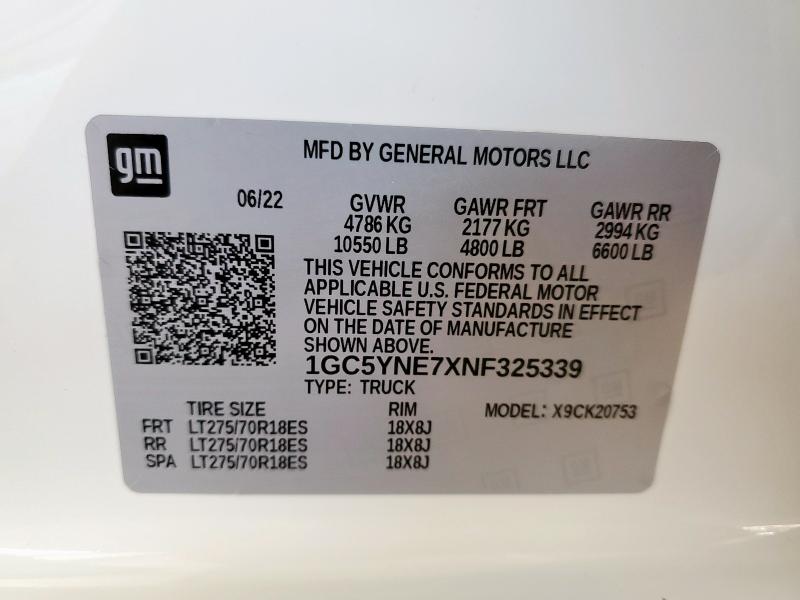 gm
MFD BY GENERAL MOTORS LLC
06/22 GVWR GAWR FRT GAWR RR
4786 KG 2177 KG 2994 KG
10550 LB 4800 LB 6600 LB
THIS VEHICLE CONFORMS TO ALL
APPLICABLE U.S. FEDERAL MOTOR
VEHICLE SAFETY STANDARDS IN EFFECT
ON THE DATE OF MANUFACTURE
SHOWN ABOVE.
1GC5YNE7XNF325339
TYPE: TRUCK
TIRE SIZE RIM MODEL: X9CK20753
FRT LT275/70R18ES 18X8J
RR LT275/70R18ES 18X8J
SPA LT275/70R18ES 18X8J